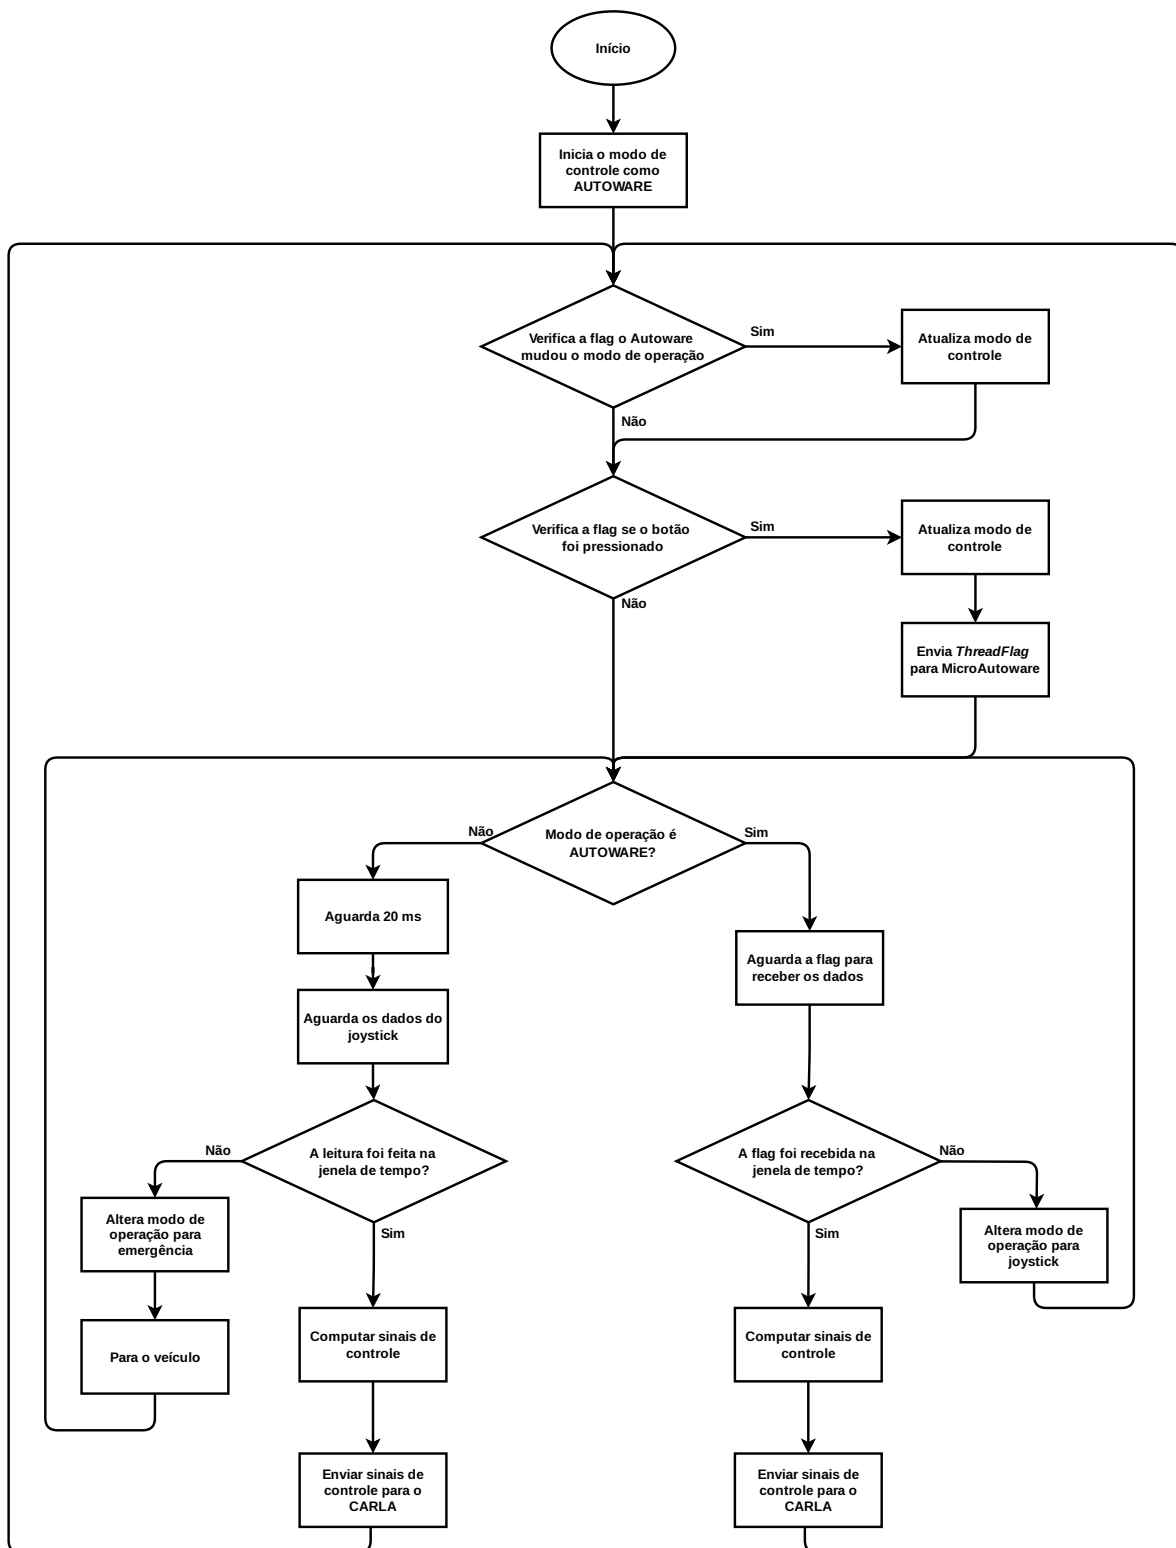 Início
Inicia o modo de
controle como
AUTOWARE
Verifica a flag o Autoware
mudou o modo de operação
Sim
Atualiza modo de
controle
Não
Verifica a flag se o botão
foi pressionado
Sim
Atualiza modo de
controle
Não
Envia ThreadFlag
para MicroAutoware
Modo de operação é
AUTOWARE?
Não
Sim
Aguarda 20 ms
Aguarda a flag para
receber os dados
Aguarda os dados do
joystick
A leitura foi feita na
jenela de tempo?
Não
Sim
A flag foi recebida na
jenela de tempo?
Não
Sim
Altera modo de
operação para
emergência
Altera modo de
operação para
joystick
Para o veículo
Computar sinais de
controle
Computar sinais de
controle
Enviar sinais de
controle para o
CARLA
Enviar sinais de
controle para o
CARLA